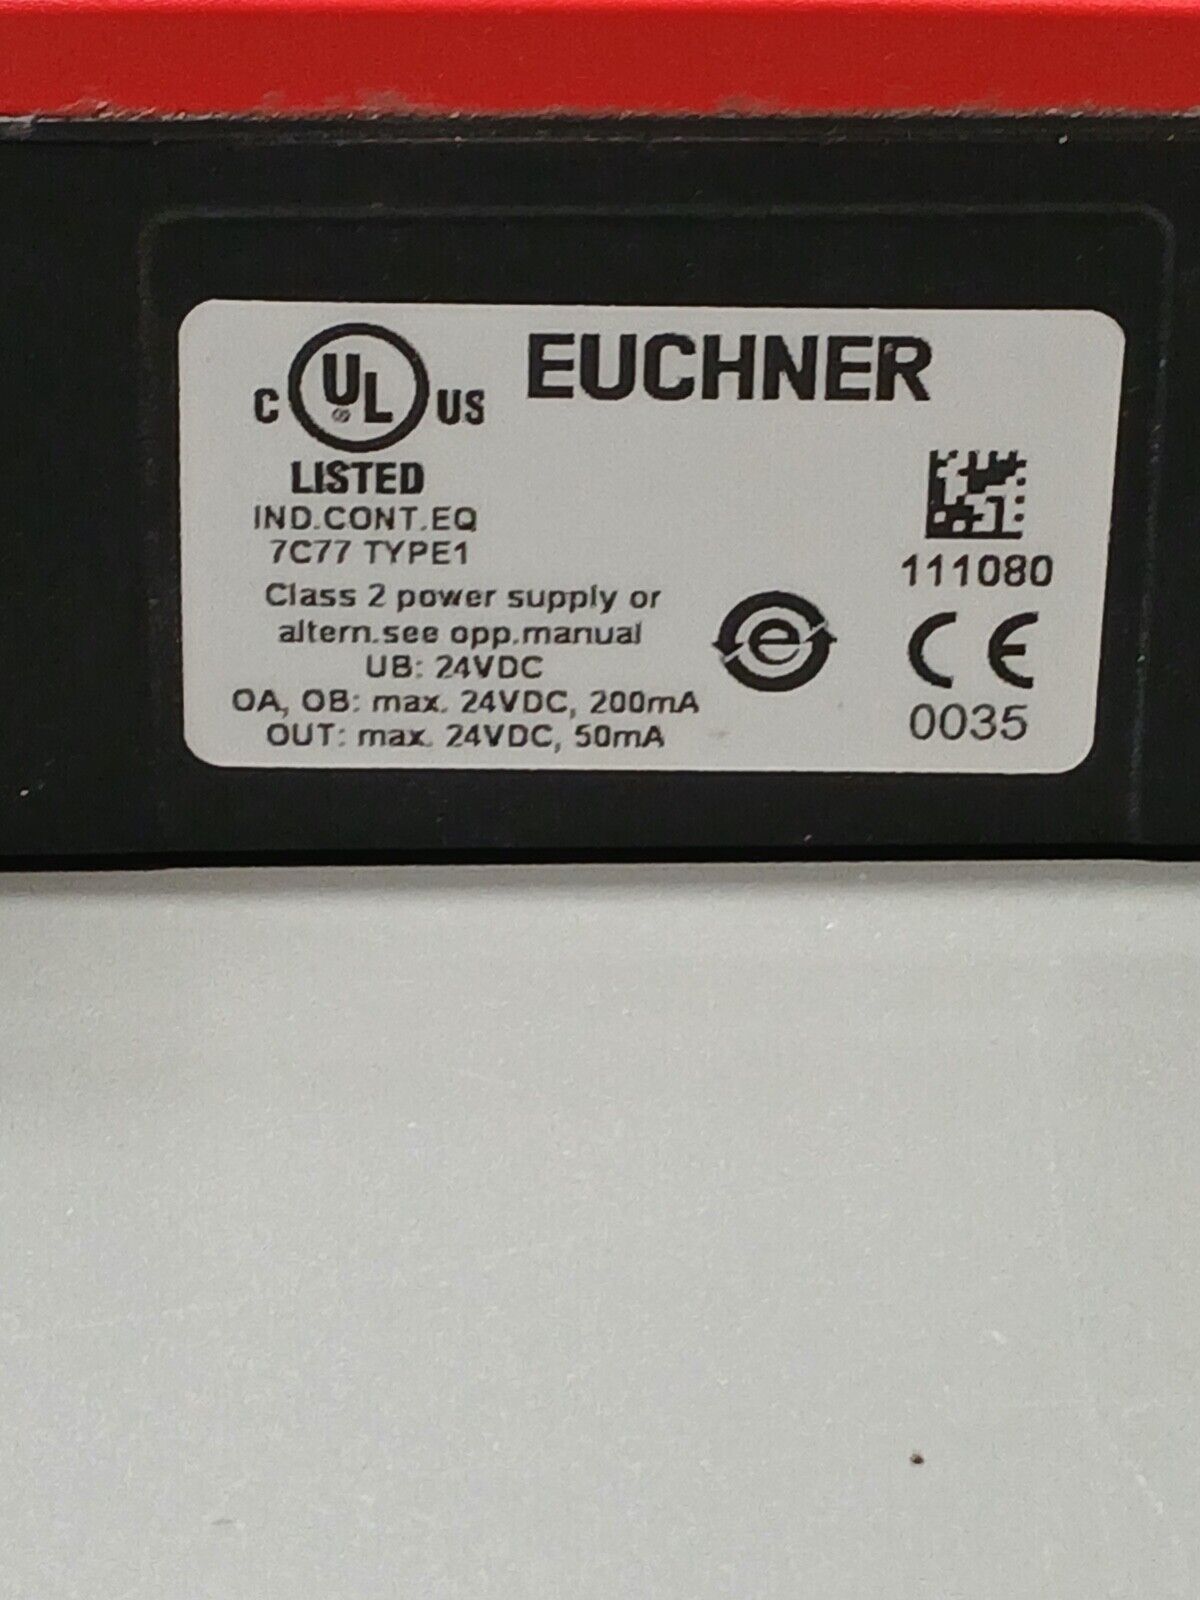 C UL US
EUCHNER
LISTED
IND.CONT.EQ
7C77 TYPE1
Class 2 power supply or
altern.see opp.manual
UB: 24VDC
OA, OB: max. 24VDC, 200mA
OUT: max. 24VDC, 50mA
e
111080
CE
0035